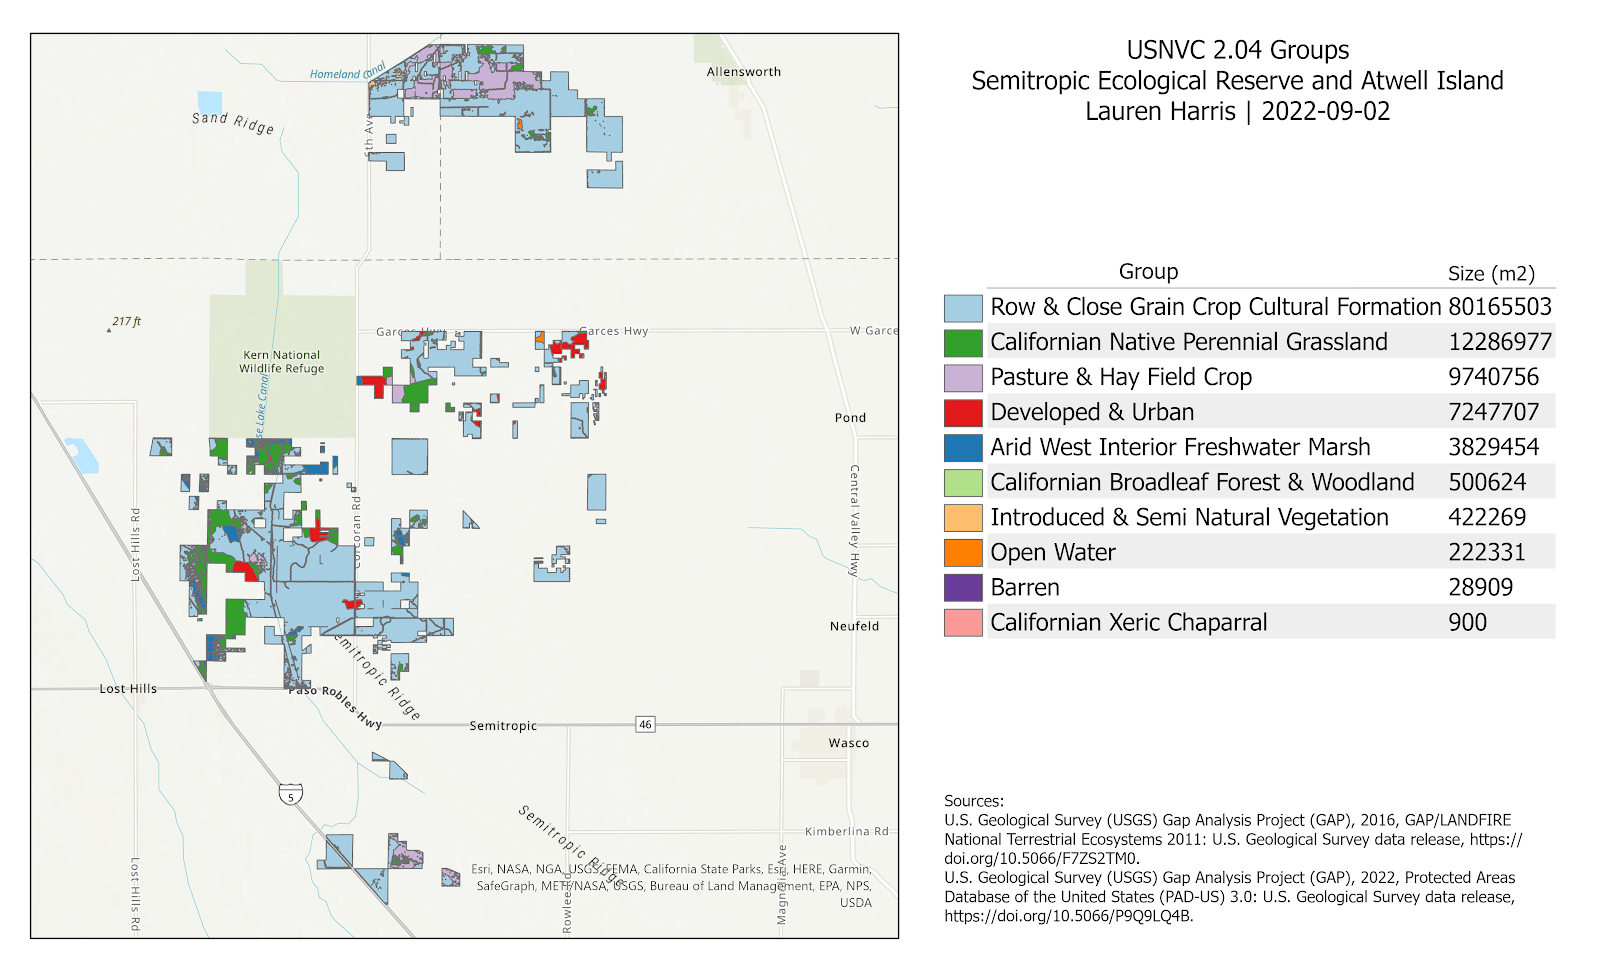 USNVC 2.04 Groups
Semitropic Ecological Reserve and Atwell Island
Lauren Harris | 2022-09-02
Homeland Canal
Allensworth
Sand Ridge
6th Ave
217 ft
Kern National
Wildlife Refuge
Garces Hwy
Garces Hwy
W Garce
se Lake Canal
Pond
Lost Hills Rd
Corcoran Rd
Central Valley Hwy
Neufeld
Semitropic Ridge
Lost Hills
Paso Robles Hwy
Semitropic
46
Wasco
5
Semitropic Ridge
Kimberlina Rd
Lost Hills Rd
Rowlee Rd
Magnolia Ave
Esri, NASA, NGA, USGS, FEMA, California State Parks, Esri, HERE, Garmin,
SafeGraph, METI/NASA, USGS, Bureau of Land Management, EPA, NPS,
USDA
Group Size (m2)
Row & Close Grain Crop Cultural Formation 80165503
Californian Native Perennial Grassland 12286977
Pasture & Hay Field Crop 9740756
Developed & Urban 7247707
Arid West Interior Freshwater Marsh 3829454
Californian Broadleaf Forest & Woodland 500624
Introduced & Semi Natural Vegetation 422269
Open Water 222331
Barren 28909
Californian Xeric Chaparral 900
Sources:
U.S. Geological Survey (USGS) Gap Analysis Project (GAP), 2016, GAP/LANDFIRE
National Terrestrial Ecosystems 2011: U.S. Geological Survey data release, https://
doi.org/10.5066/F7ZS2TM0.
U.S. Geological Survey (USGS) Gap Analysis Project (GAP), 2022, Protected Areas
Database of the United States (PAD-US) 3.0: U.S. Geological Survey data release,
https://doi.org/10.5066/P9Q9LQ4B.